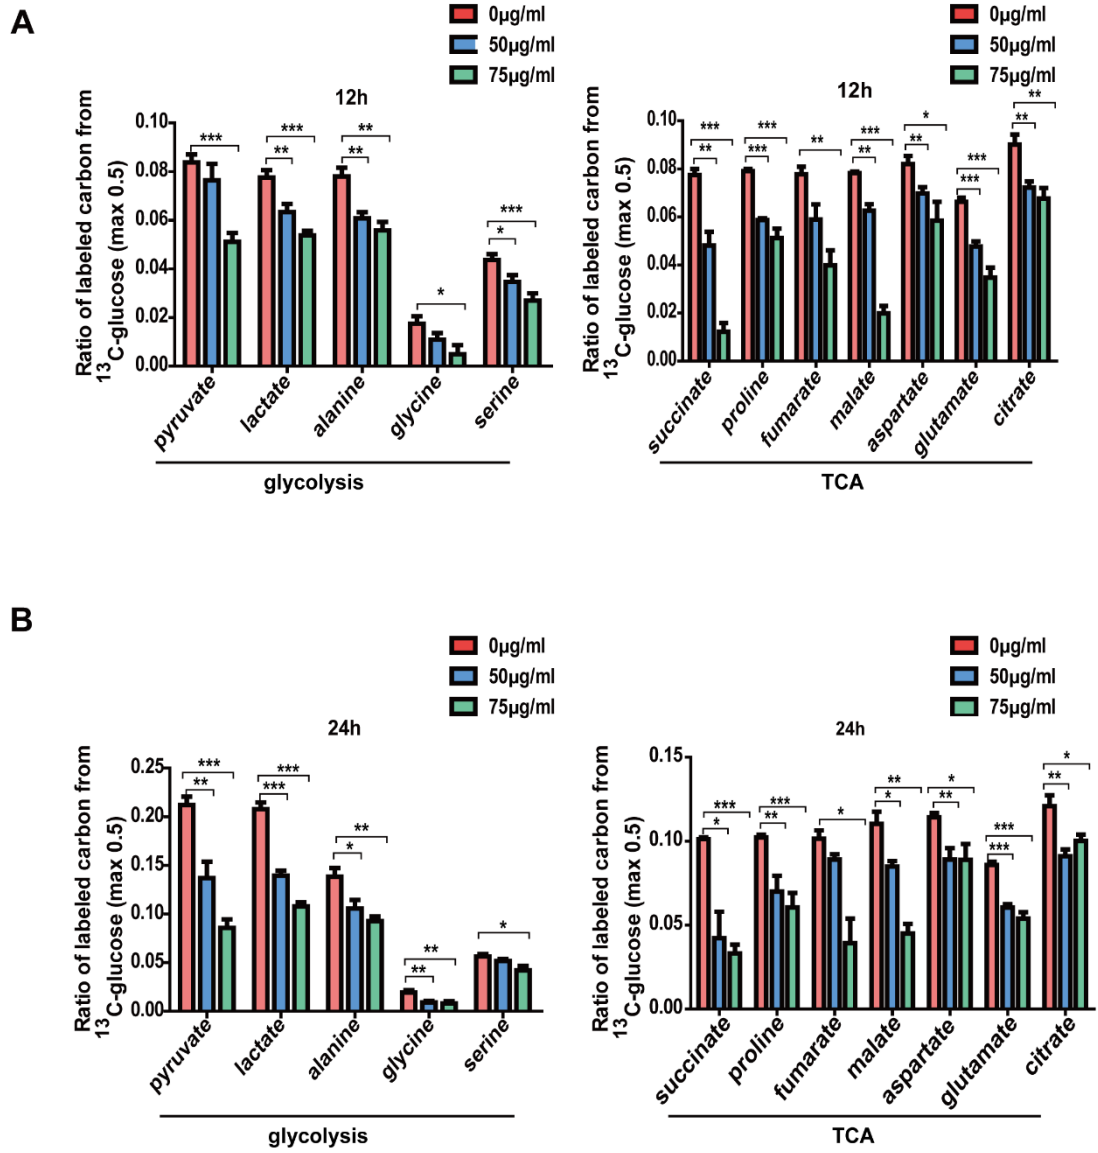 A
0µg/ml
50µg/ml
75µg/ml
12h
Ratio of labeled carbon from
13C-glucose (max 0.5)
0.10
0.08
0.06
0.04
0.02
0.00
***
***
**
**
**
*
***
*
pyruvate
lactate
alanine
glycine
serine
glycolysis
0µg/ml
50µg/ml
75µg/ml
12h
Ratio of labeled carbon from
13C-glucose (max 0.5)
0.10
0.08
0.06
0.04
0.02
0.00
***
**
***
***
**
***
**
*
**
***
***
**
**
succinate
proline
fumarate
malate
aspartate
glutamate
citrate
TCA
B
0µg/ml
50µg/ml
75µg/ml
24h
Ratio of labeled carbon from
13C-glucose (max 0.5)
0.25
0.20
0.15
0.10
0.05
0.00
***
**
***
***
**
*
**
**
*
pyruvate
lactate
alanine
glycine
serine
glycolysis
0µg/ml
50µg/ml
75µg/ml
24h
Ratio of labeled carbon from
13C-glucose (max 0.5)
0.15
0.10
0.05
0.00
***
*
***
**
*
**
*
*
**
***
***
*
**
succinate
proline
fumarate
malate
aspartate
glutamate
citrate
TCA